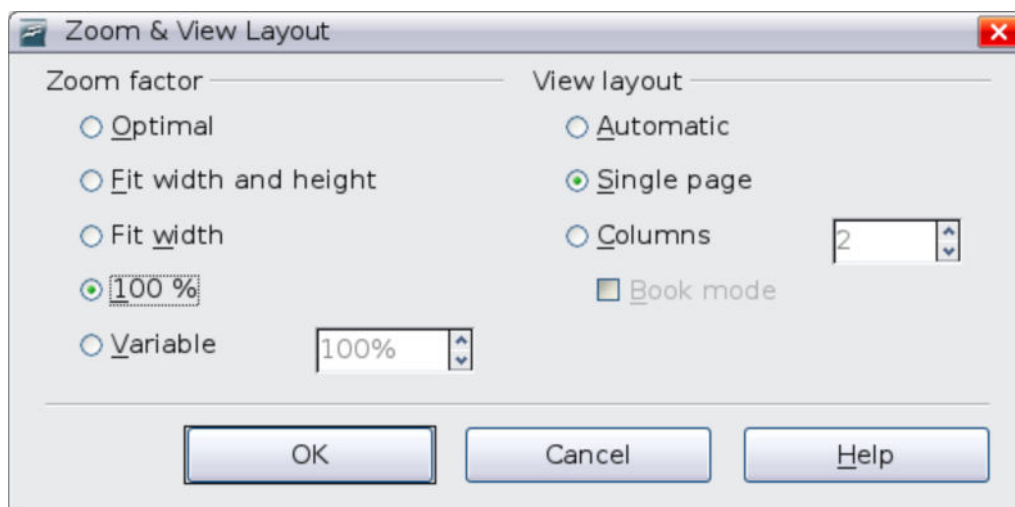 Zoom & View Layout
Zoom factor
Optimal
Fit width and height
Fit width
100 %
Variable 100%
View layout
Automatic
Single page
Columns 2
Book mode
OK Cancel Help